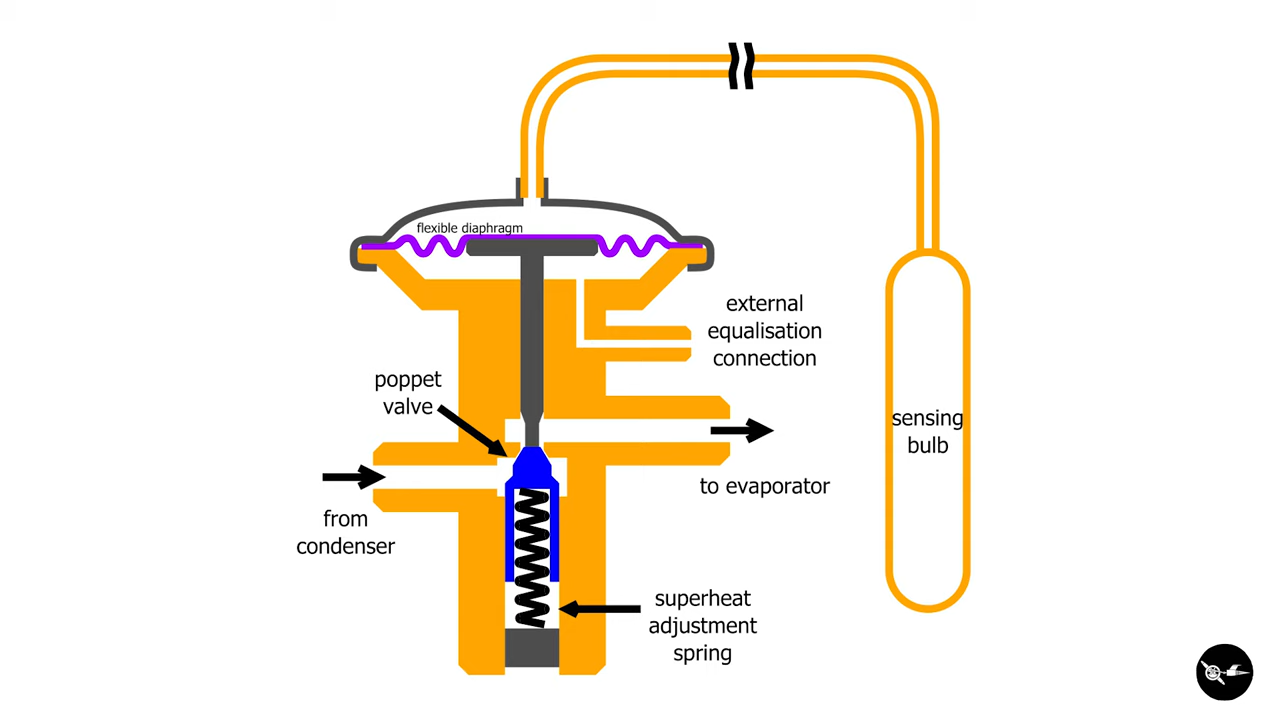 flexible diaphragm
external
equalisation
connection
poppet
valve
sensing
bulb
to evaporator
from
condenser
superheat
adjustment
spring